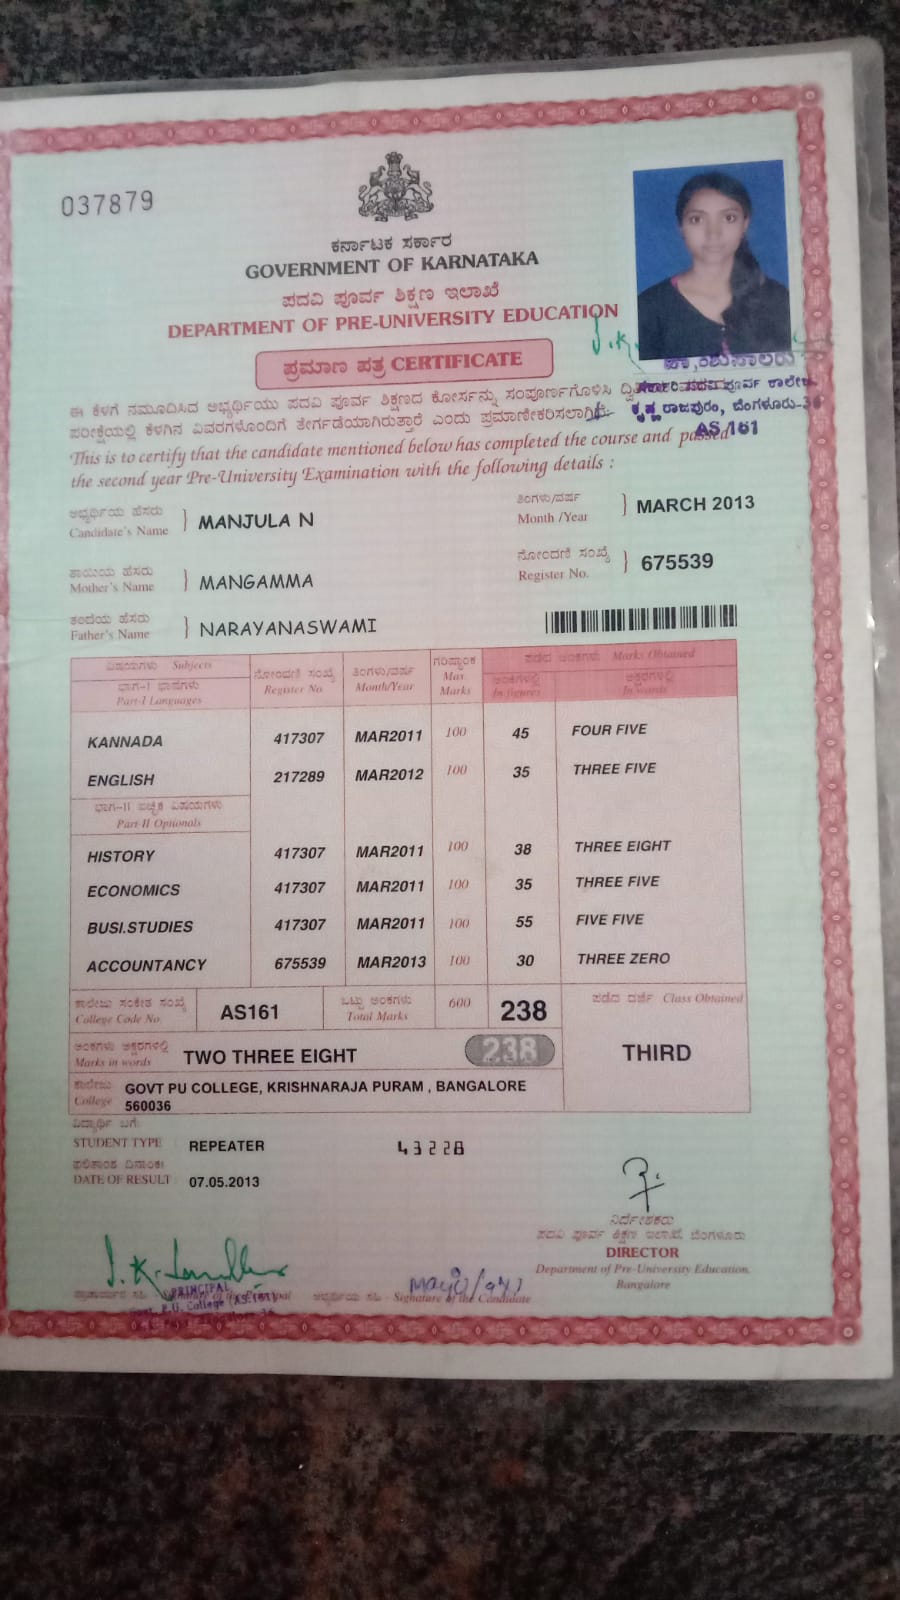 037879
ಕರ್ನಾಟಕ ಸರ್ಕಾರ
GOVERNMENT OF KARNATAKA
ಪದವಿ ಪೂರ್ವ ಶಿಕ್ಷಣ ಇಲಾಖೆ
DEPARTMENT OF PRE-UNIVERSITY EDUCATION
ಪ್ರಮಾಣ ಪತ್ರ CERTIFICATE
ಪ್ರಾಂಶುಪಾಲರು
ಸರ್ಕಾರಿ ಪದವಿ ಪೂರ್ವ ಕಾಲೇಜು
ಕೃಷ್ಣರಾಜಪುರಂ, ಬೆಂಗಳೂರು-36
AS 161
ಈ ಕೆಳಗೆ ನಮೂದಿಸಿದ ಅಭ್ಯರ್ಥಿಯು ಪದವಿ ಪೂರ್ವ ಶಿಕ್ಷಣದ ಕೋರ್ಸನ್ನು ಸಂಪೂರ್ಣಗೊಳಿಸಿ
ಪರೀಕ್ಷೆಯಲ್ಲಿ ಕೆಳಗಿನ ವಿವರಗಳೊಂದಿಗೆ ತೇರ್ಗಡೆಯಾಗಿರುತ್ತಾರೆ ಎಂದು ಪ್ರಮಾಣೀಕರಿಸಲಾಗಿದೆ.
This is to certify that the candidate mentioned below has completed the course and passed
the second year Pre-University Examination with the following details :
ಅಭ್ಯರ್ಥಿಯ ಹೆಸರು ತಿಂಗಳು/ವರ್ಷ
Candidate's Name } MANJULA N Month /Year } MARCH 2013
ತಾಯಿಯ ಹೆಸರು ನೋಂದಣಿ ಸಂಖ್ಯೆ
Mother's Name } MANGAMMA Register No. } 675539
ತಂದೆಯ ಹೆಸರು
Father's Name } NARAYANASWAMI
ವಿಷಯಗಳು Subjects ನೋಂದಣಿ ಸಂಖ್ಯೆ Register No ತಿಂಗಳು/ವರ್ಷ Month/Year ಗರಿಷ್ಠಾಂಕ Max Marks ಪಡೆದ ಅಂಕಗಳು Marks Obtained
ಭಾಗ-I ಭಾಷೆಗಳು Part-I Languages ಅಂಕಗಳಲ್ಲಿ In figures ಅಕ್ಷರಗಳಲ್ಲಿ In words
KANNADA 417307 MAR2011 100 45 FOUR FIVE
ENGLISH 217289 MAR2012 100 35 THREE FIVE
ಭಾಗ-II ಐಚ್ಛಿಕ ವಿಷಯಗಳು
Part-II Optionals
HISTORY 417307 MAR2011 100 38 THREE EIGHT
ECONOMICS 417307 MAR2011 100 35 THREE FIVE
BUSI.STUDIES 417307 MAR2011 100 55 FIVE FIVE
ACCOUNTANCY 675539 MAR2013 100 30 THREE ZERO
ಕಾಲೇಜು ಸಂಕೇತ ಸಂಖ್ಯೆ College Code No. AS161 ಒಟ್ಟು ಅಂಕಗಳು Total Marks 600 238 ಪಡೆದ ದರ್ಜೆ Class Obtained
ಅಂಕಗಳು ಅಕ್ಷರಗಳಲ್ಲಿ
Marks in words TWO THREE EIGHT 238 THIRD
ಕಾಲೇಜು
College GOVT PU COLLEGE, KRISHNARAJA PURAM , BANGALORE
560036
ವಿದ್ಯಾರ್ಥಿ ಬಗೆ
STUDENT TYPE REPEATER 43228
ಫಲಿತಾಂಶ ದಿನಾಂಕ
DATE OF RESULT 07.05.2013
ನಿರ್ದೇಶಕರು
ಪದವಿ ಪೂರ್ವ ಶಿಕ್ಷಣ ಇಲಾಖೆ, ಬೆಂಗಳೂರು
DIRECTOR
Department of Pre-University Education,
Bangalore
PRINCIPAL
P.U. College (AS.161)
ಅಭ್ಯರ್ಥಿಯ ಸಹಿ Signature of the Candidate